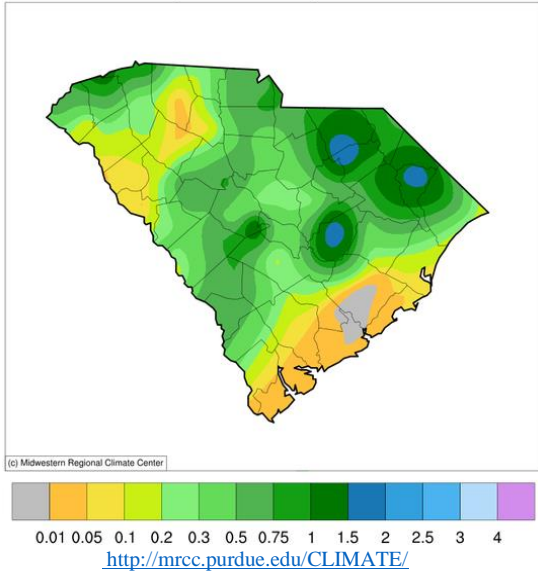 (c) Midwestern Regional Climate Center
0.01 0.05 0.1 0.2 0.3 0.5 0.75 1 1.5 2 2.5 3 4
http://mrcc.purdue.edu/CLIMATE/